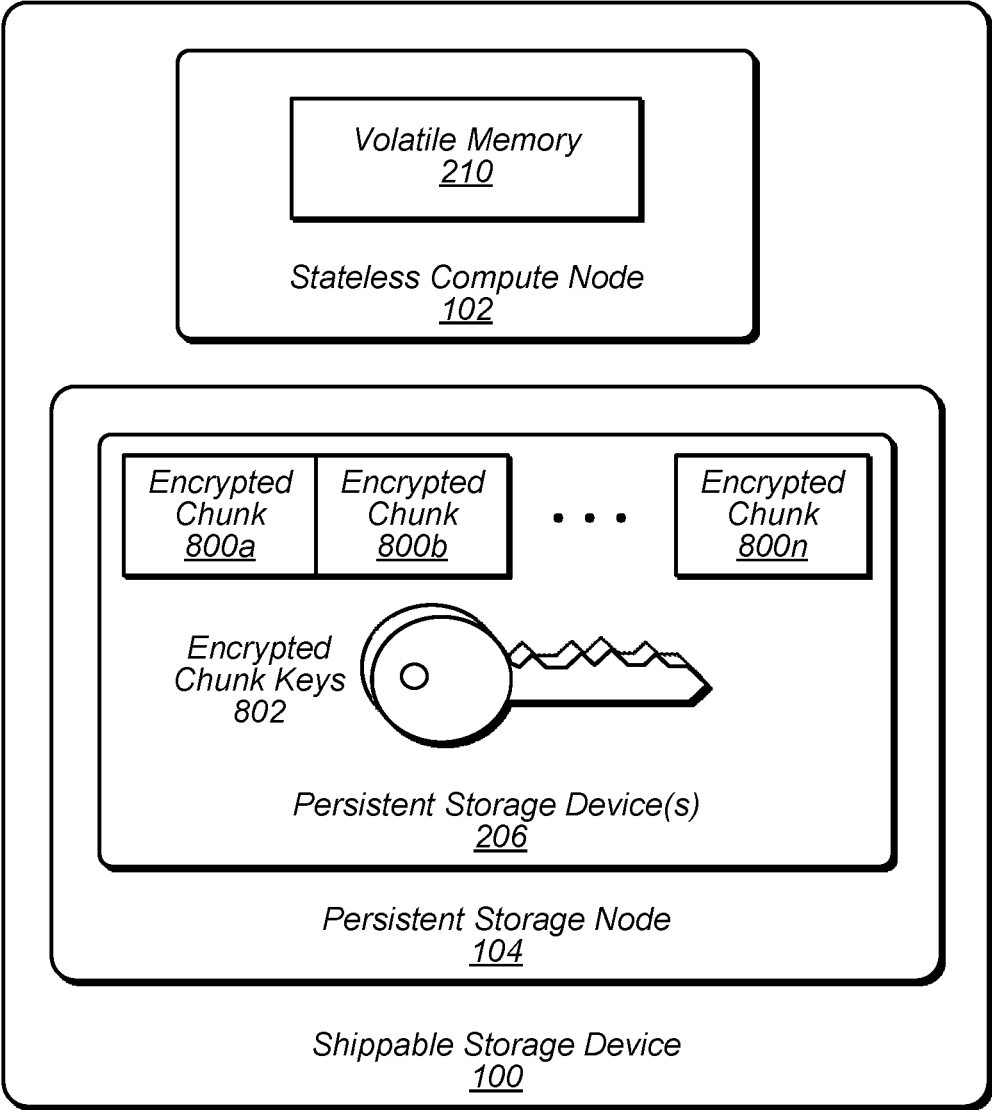 Volatile Memory
210
Stateless Compute Node
102
Encrypted
Chunk
800a
Encrypted
Chunk
800b
Encrypted
Chunk
800n
Encrypted
Chunk Keys
802
Persistent Storage Device(s)
206
Persistent Storage Node
104
Shippable Storage Device
100